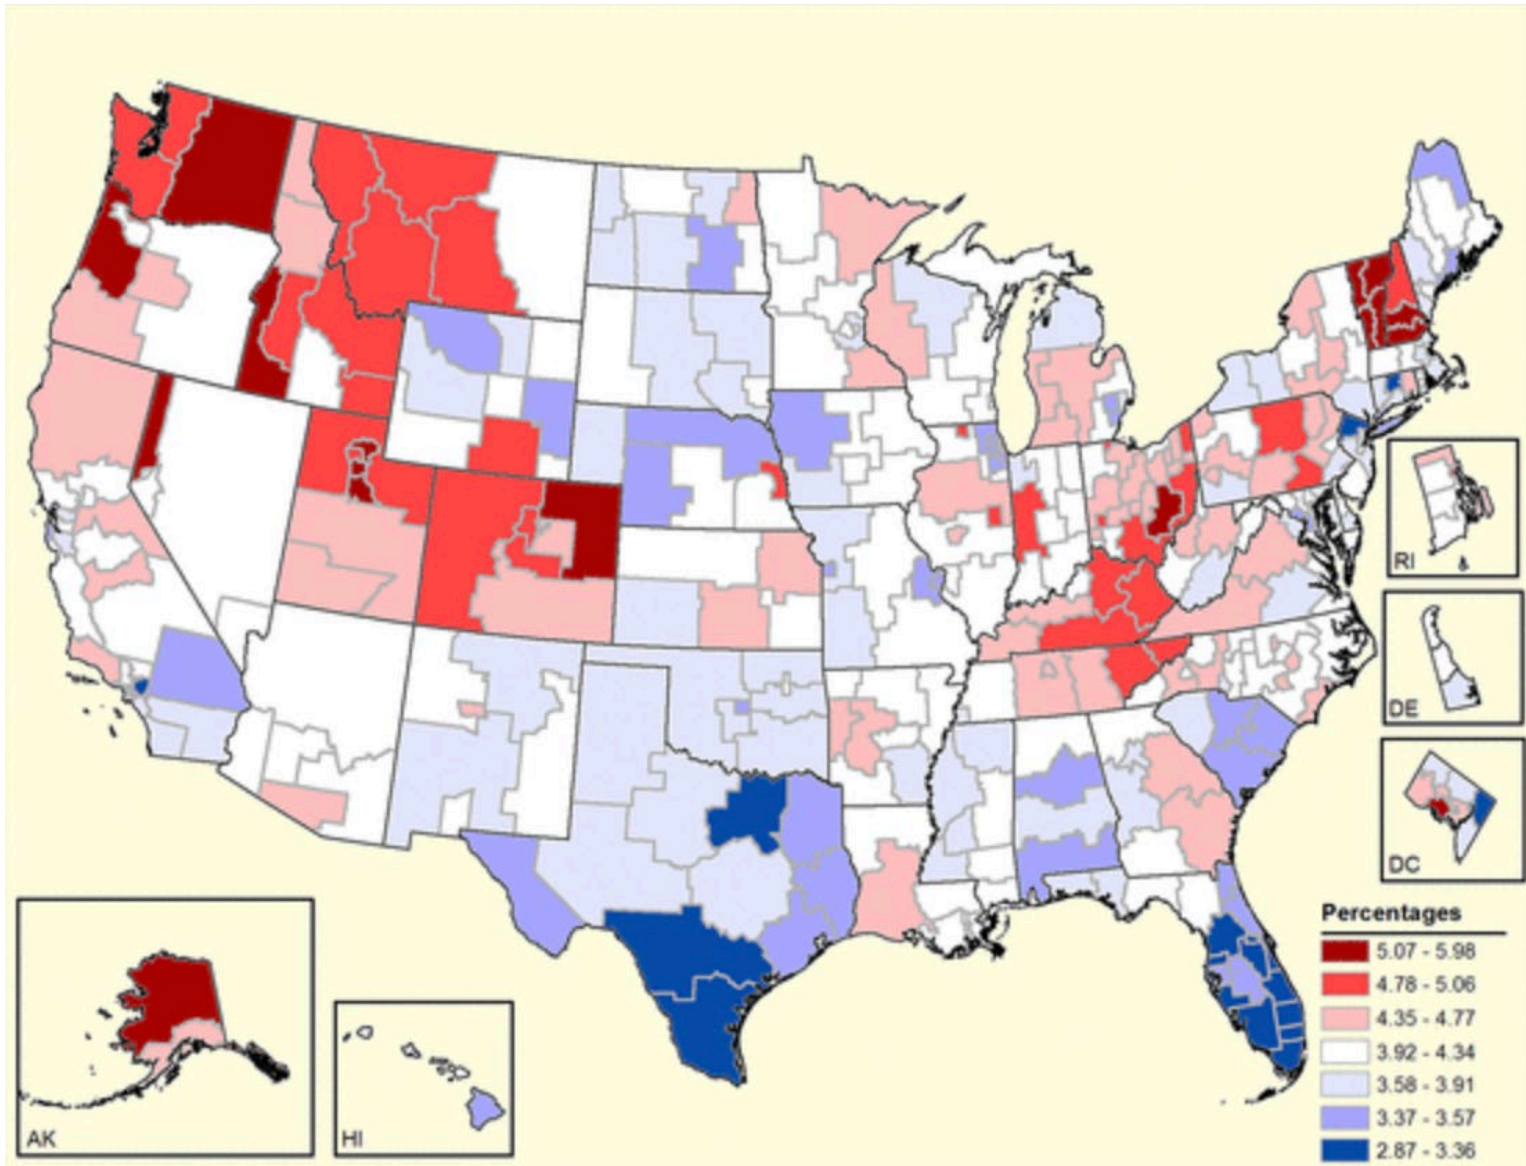 RI
DE
DC
AK
HI
Percentages
5.07 - 5.98
4.78 - 5.06
4.35 - 4.77
3.92 - 4.34
3.58 - 3.91
3.37 - 3.57
2.87 - 3.36